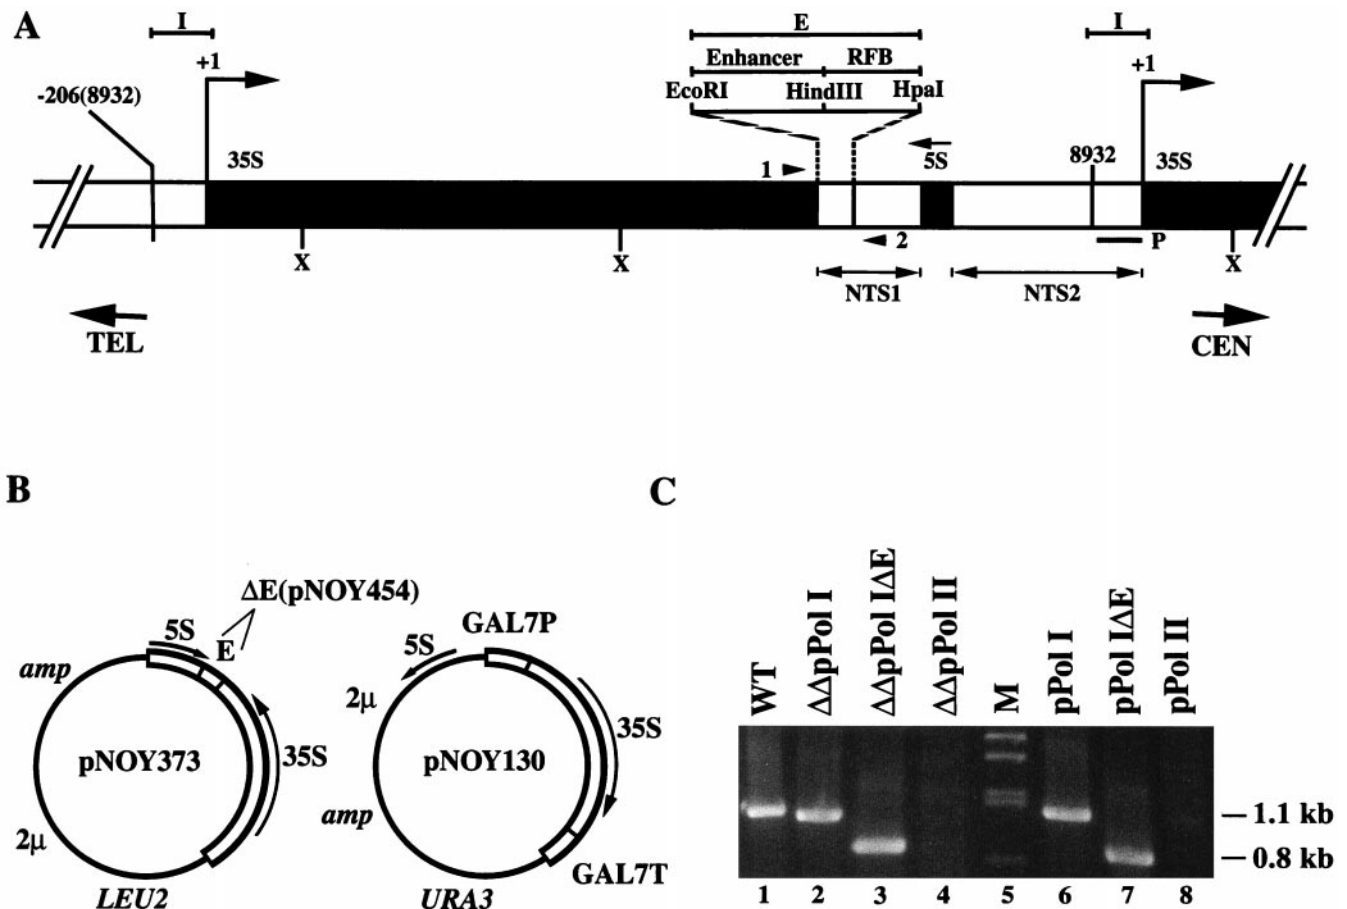 A
I
E
I
Enhancer RFB
+1
+1
EcoRI HindIII HpaI
-206(8932)
35S
1
5S
8932
35S
2
P
X
X
X
NTS1
NTS2
TEL
CEN
B
C
ΔE(pNOY454)
5S
E
amp
pNOY373
35S
2μ
LEU2
GAL7P
5S
2μ
pNOY130
35S
amp
GAL7T
URA3
WT
ΔΔpPol I
ΔΔpPol IΔE
ΔΔpPol II
M
pPol I
pPol IΔE
pPol II
1.1 kb
0.8 kb
1 2 3 4 5 6 7 8